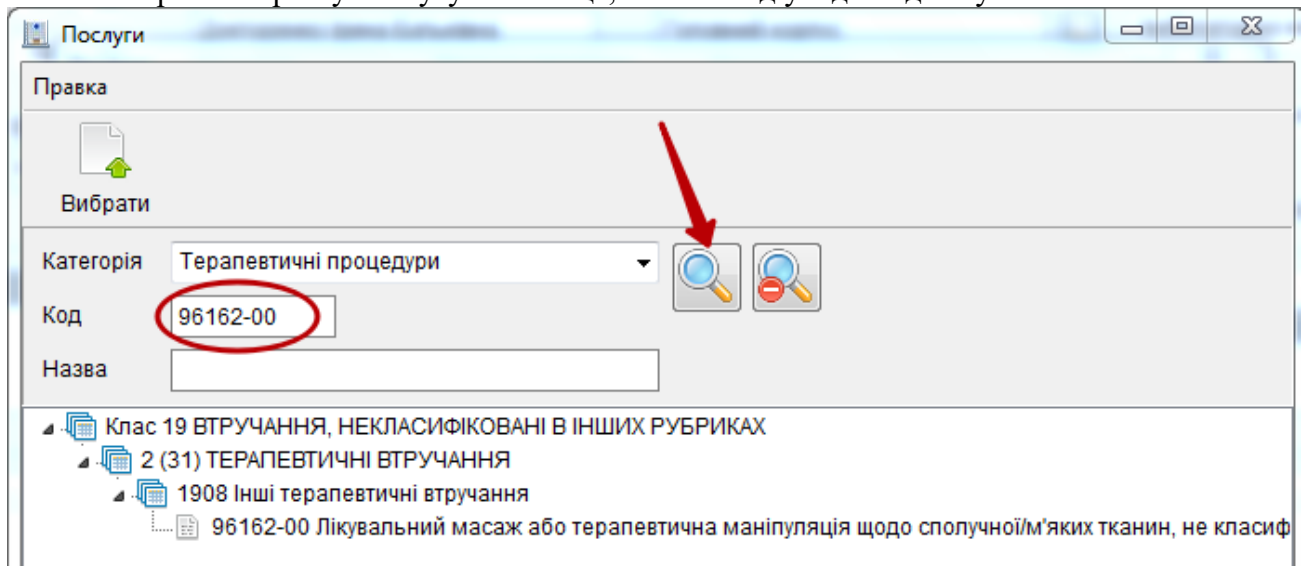 Послуги
Правка
Вибрати
Категорія Терапевтичні процедури
Код 96162-00
Назва
Клас 19 ВТРУЧАННЯ, НЕКЛАСИФІКОВАНІ В ІНШИХ РУБРИКАХ
2 (31) ТЕРАПЕВТИЧНІ ВТРУЧАННЯ
1908 Інші терапевтичні втручання
96162-00 Лікувальний масаж або терапевтична маніпуляція щодо сполучної/м'яких тканин, не класиф